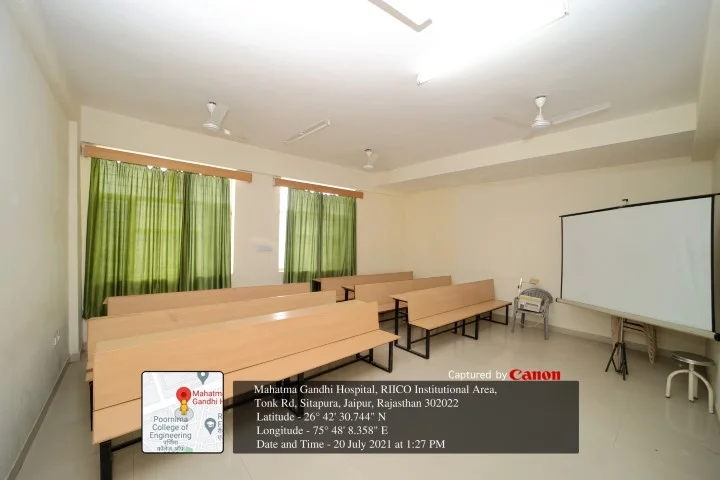 Captured by Canon
Mahatma Gandhi Hospital, RIICO Institutional Area,
Tonk Rd, Sitapura, Jaipur, Rajasthan 302022
Latitude - 26° 42' 30.744" N
Longitude - 75° 48' 8.358" E
Date and Time - 20 July 2021 at 1:27 PM
Mahatm
Gandhi H
Poornima
College of
Engineering